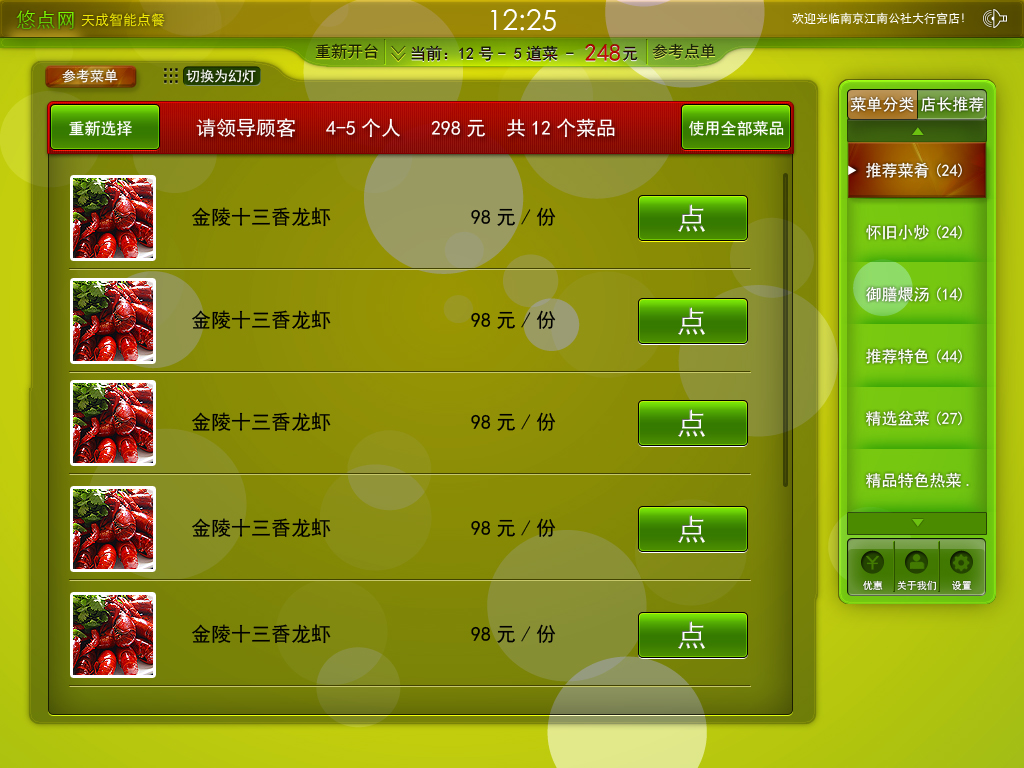 悠点网 天成智能点餐
12:25
欢迎光临南京江南公社大行宫店!
重新开台 当前: 12 号 - 5 道菜 - 248元 参考点单
参考菜单 切换为幻灯
重新选择 请领导顾客 4-5 个人 298 元 共 12 个菜品 使用全部菜品
金陵十三香龙虾 98 元 / 份 点
金陵十三香龙虾 98 元 / 份 点
金陵十三香龙虾 98 元 / 份 点
金陵十三香龙虾 98 元 / 份 点
金陵十三香龙虾 98 元 / 份 点
菜单分类 店长推荐
推荐菜肴 (24)
怀旧小炒 (24)
御膳煨汤 (14)
推荐特色 (44)
精选盆菜 (27)
精品特色热菜 .
¥
优惠 关于我们 设置